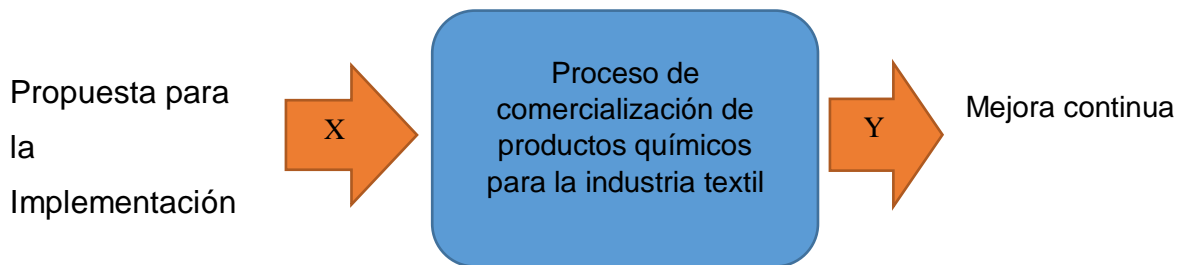 Propuesta para
la
Implementación
X
Proceso de
comercialización de
productos químicos
para la industria textil
Y
Mejora continua